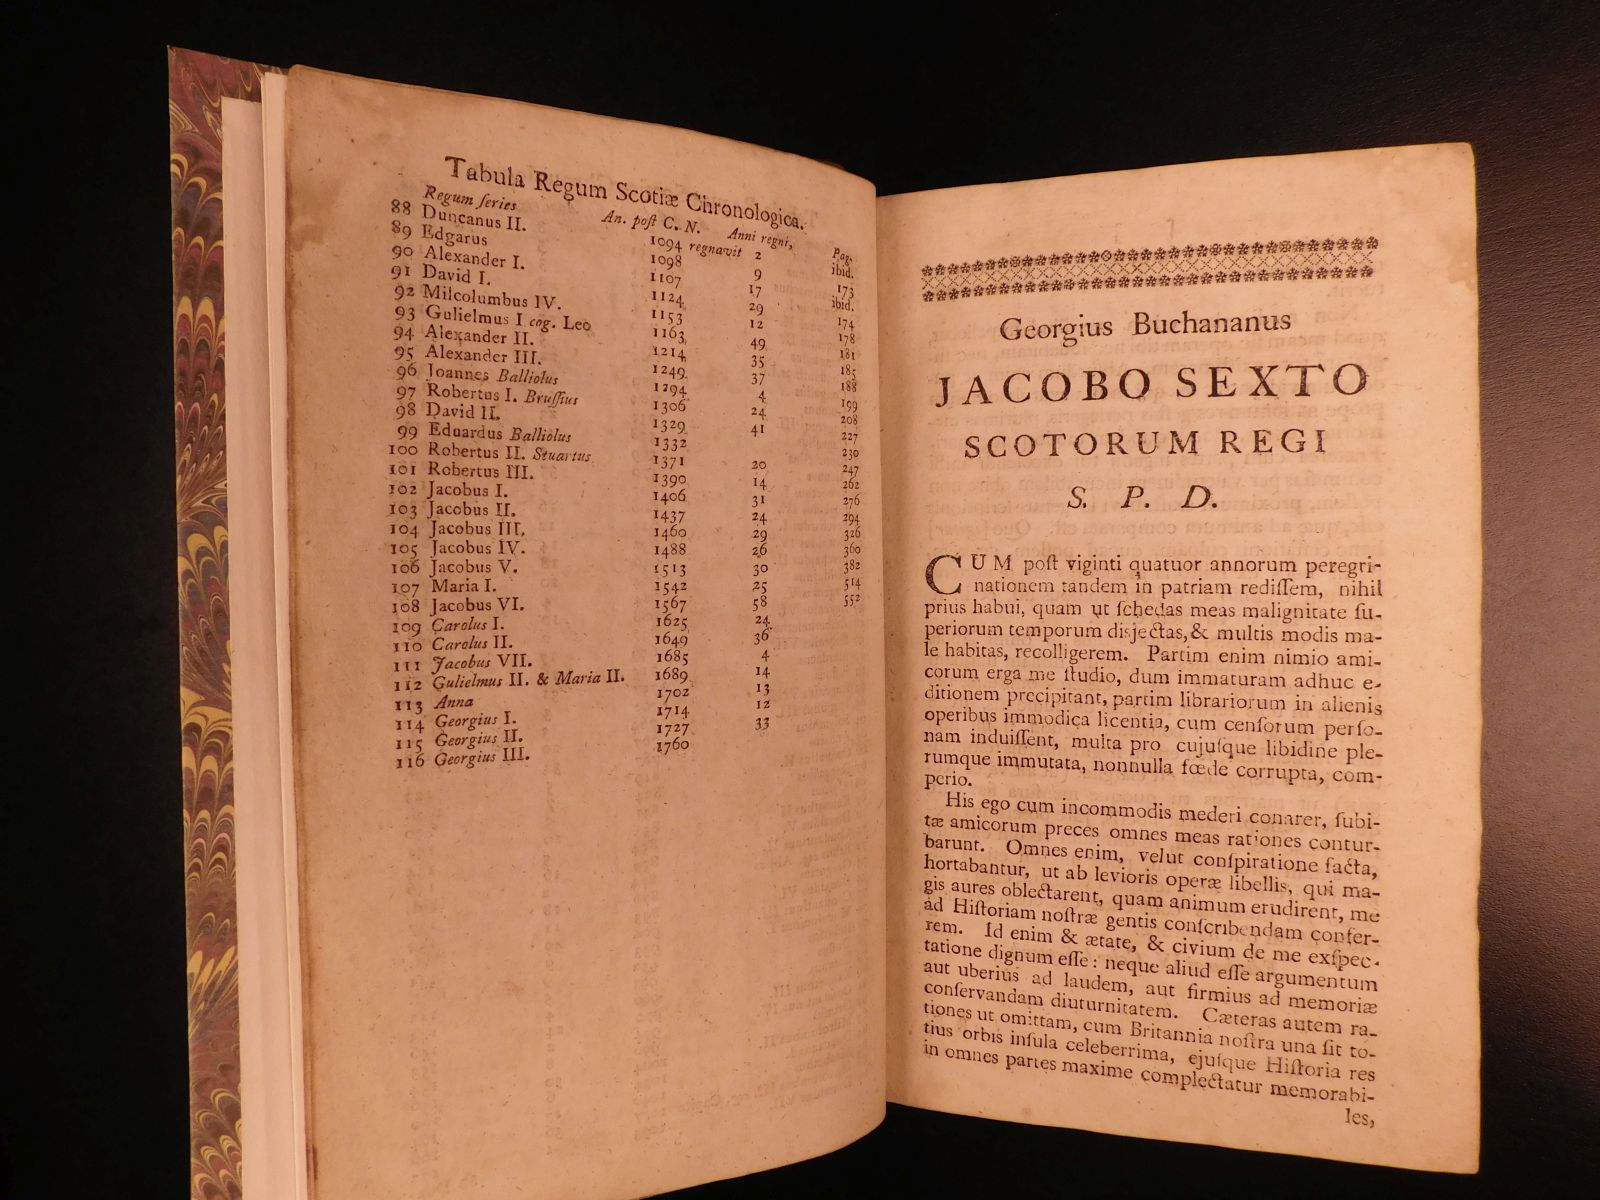 Tabula Regum Scotiæ Chronologica.
Regum ſeries An. poſt C. N. Anni regni, Pag.
88 Duncanus II. 1094 regnavit 2 ibid.
89 Edgarus 1098 9 173
90 Alexander I. 1107 17 ibid.
91 David I. 1124 29 174
92 Milcolumbus IV. 1153 12 178
93 Gulielmus I cog. Leo 1163 49 181
94 Alexander II. 1214 35 185
95 Alexander III. 1249 37 188
96 Joannes Balliolus 1294 4 199
97 Robertus I. Bruſſius 1306 24 208
98 David II. 1329 41 227
99 Eduardus Balliolus 1332 230
100 Robertus II. Stuartus 1371 20 247
101 Robertus III. 1390 14 262
102 Jacobus I. 1406 31 276
103 Jacobus II. 1437 24 294
104 Jacobus III. 1460 29 326
105 Jacobus IV. 1488 26 360
106 Jacobus V. 1513 30 382
107 Maria I. 1542 25 514
108 Jacobus VI. 1567 58 552
109 Carolus I. 1625 24
110 Carolus II. 1649 36
111 Jacobus VII. 1685 4
112 Gulielmus II. & Maria II. 1689 14
113 Anna 1702 13
114 Georgius I. 1714 12
115 Georgius II. 1727 33
116 Georgius III. 1760
Georgius Buchananus
JACOBO SEXTO
SCOTORUM REGI
S. P. D.
CUM poſt viginti quatuor annorum peregri-
nationem tandem in patriam rediſſem, nihil
prius habui, quam ut ſchedas meas malignitate ſu-
periorum temporum disjectas, & multis modis ma-
le habitas, recolligerem. Partim enim nimio ami-
corum erga me ſtudio, dum immaturam adhuc e-
ditionem precipitant, partim librariorum in alienis
operibus immodica licentia, cum cenſorum perſo-
nam induiſſent, multa pro cujuſque libidine ple-
rumque immutata, nonnulla fœde corrupta, com-
perio.
His ego cum incommodis mederi conarer, ſubi-
tæ amicorum preces omnes meas rationes contur-
barunt. Omnes enim, velut conſpiratione facta,
hortabantur, ut ab levioris operæ libellis, qui ma-
gis aures oblectarent, quam animum erudirent, me
ad Hiſtoriam noſtræ gentis conſcribendam confer-
rem. Id enim & ætate, & civium de me exſpec-
tatione dignum eſſe: neque aliud eſſe argumentum
aut uberius ad laudem, aut firmius ad memoriæ
conſervandam diuturnitatem. Cæteras autem ra-
tiones ut omittam, cum Britannia noſtra una ſit to-
tius orbis inſula celeberrima, ejuſque Hiſtoria res
in omnes partes maxime complectatur memorabi-
les,